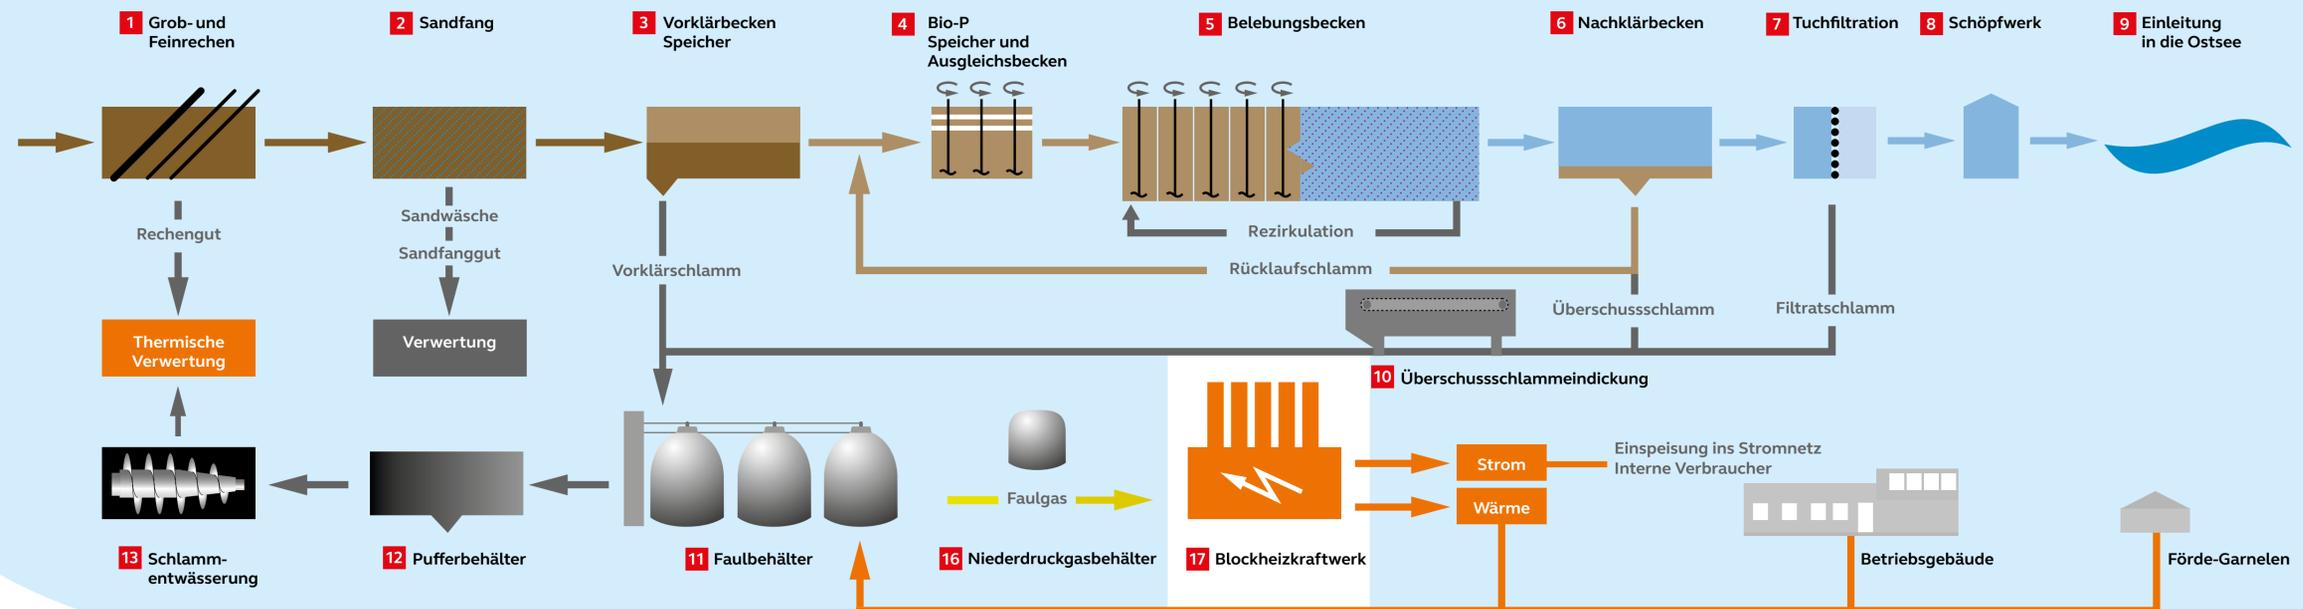 1 Grob- und
Feinrechen
2 Sandfang
3 Vorklärbecken
Speicher
4 Bio-P
Speicher und
Ausgleichsbecken
5 Belebungsbecken
6 Nachklärbecken
7 Tuchfiltration
8 Schöpfwerk
9 Einleitung
in die Ostsee
Rechengut
Sandwäsche
Sandfanggut
Vorklärschlamm
Rezirkulation
Rücklaufschlamm
Überschussschlamm
Filtratschlamm
Thermische
Verwertung
Verwertung
10 Überschussschlammeindickung
Faulgas
Strom
Wärme
Einspeisung ins Stromnetz
Interne Verbraucher
13 Schlamm-
entwässerung
12 Pufferbehälter
11 Faulbehälter
16 Niederdruckgasbehälter
17 Blockheizkraftwerk
Betriebsgebäude
Förde-Garnelen